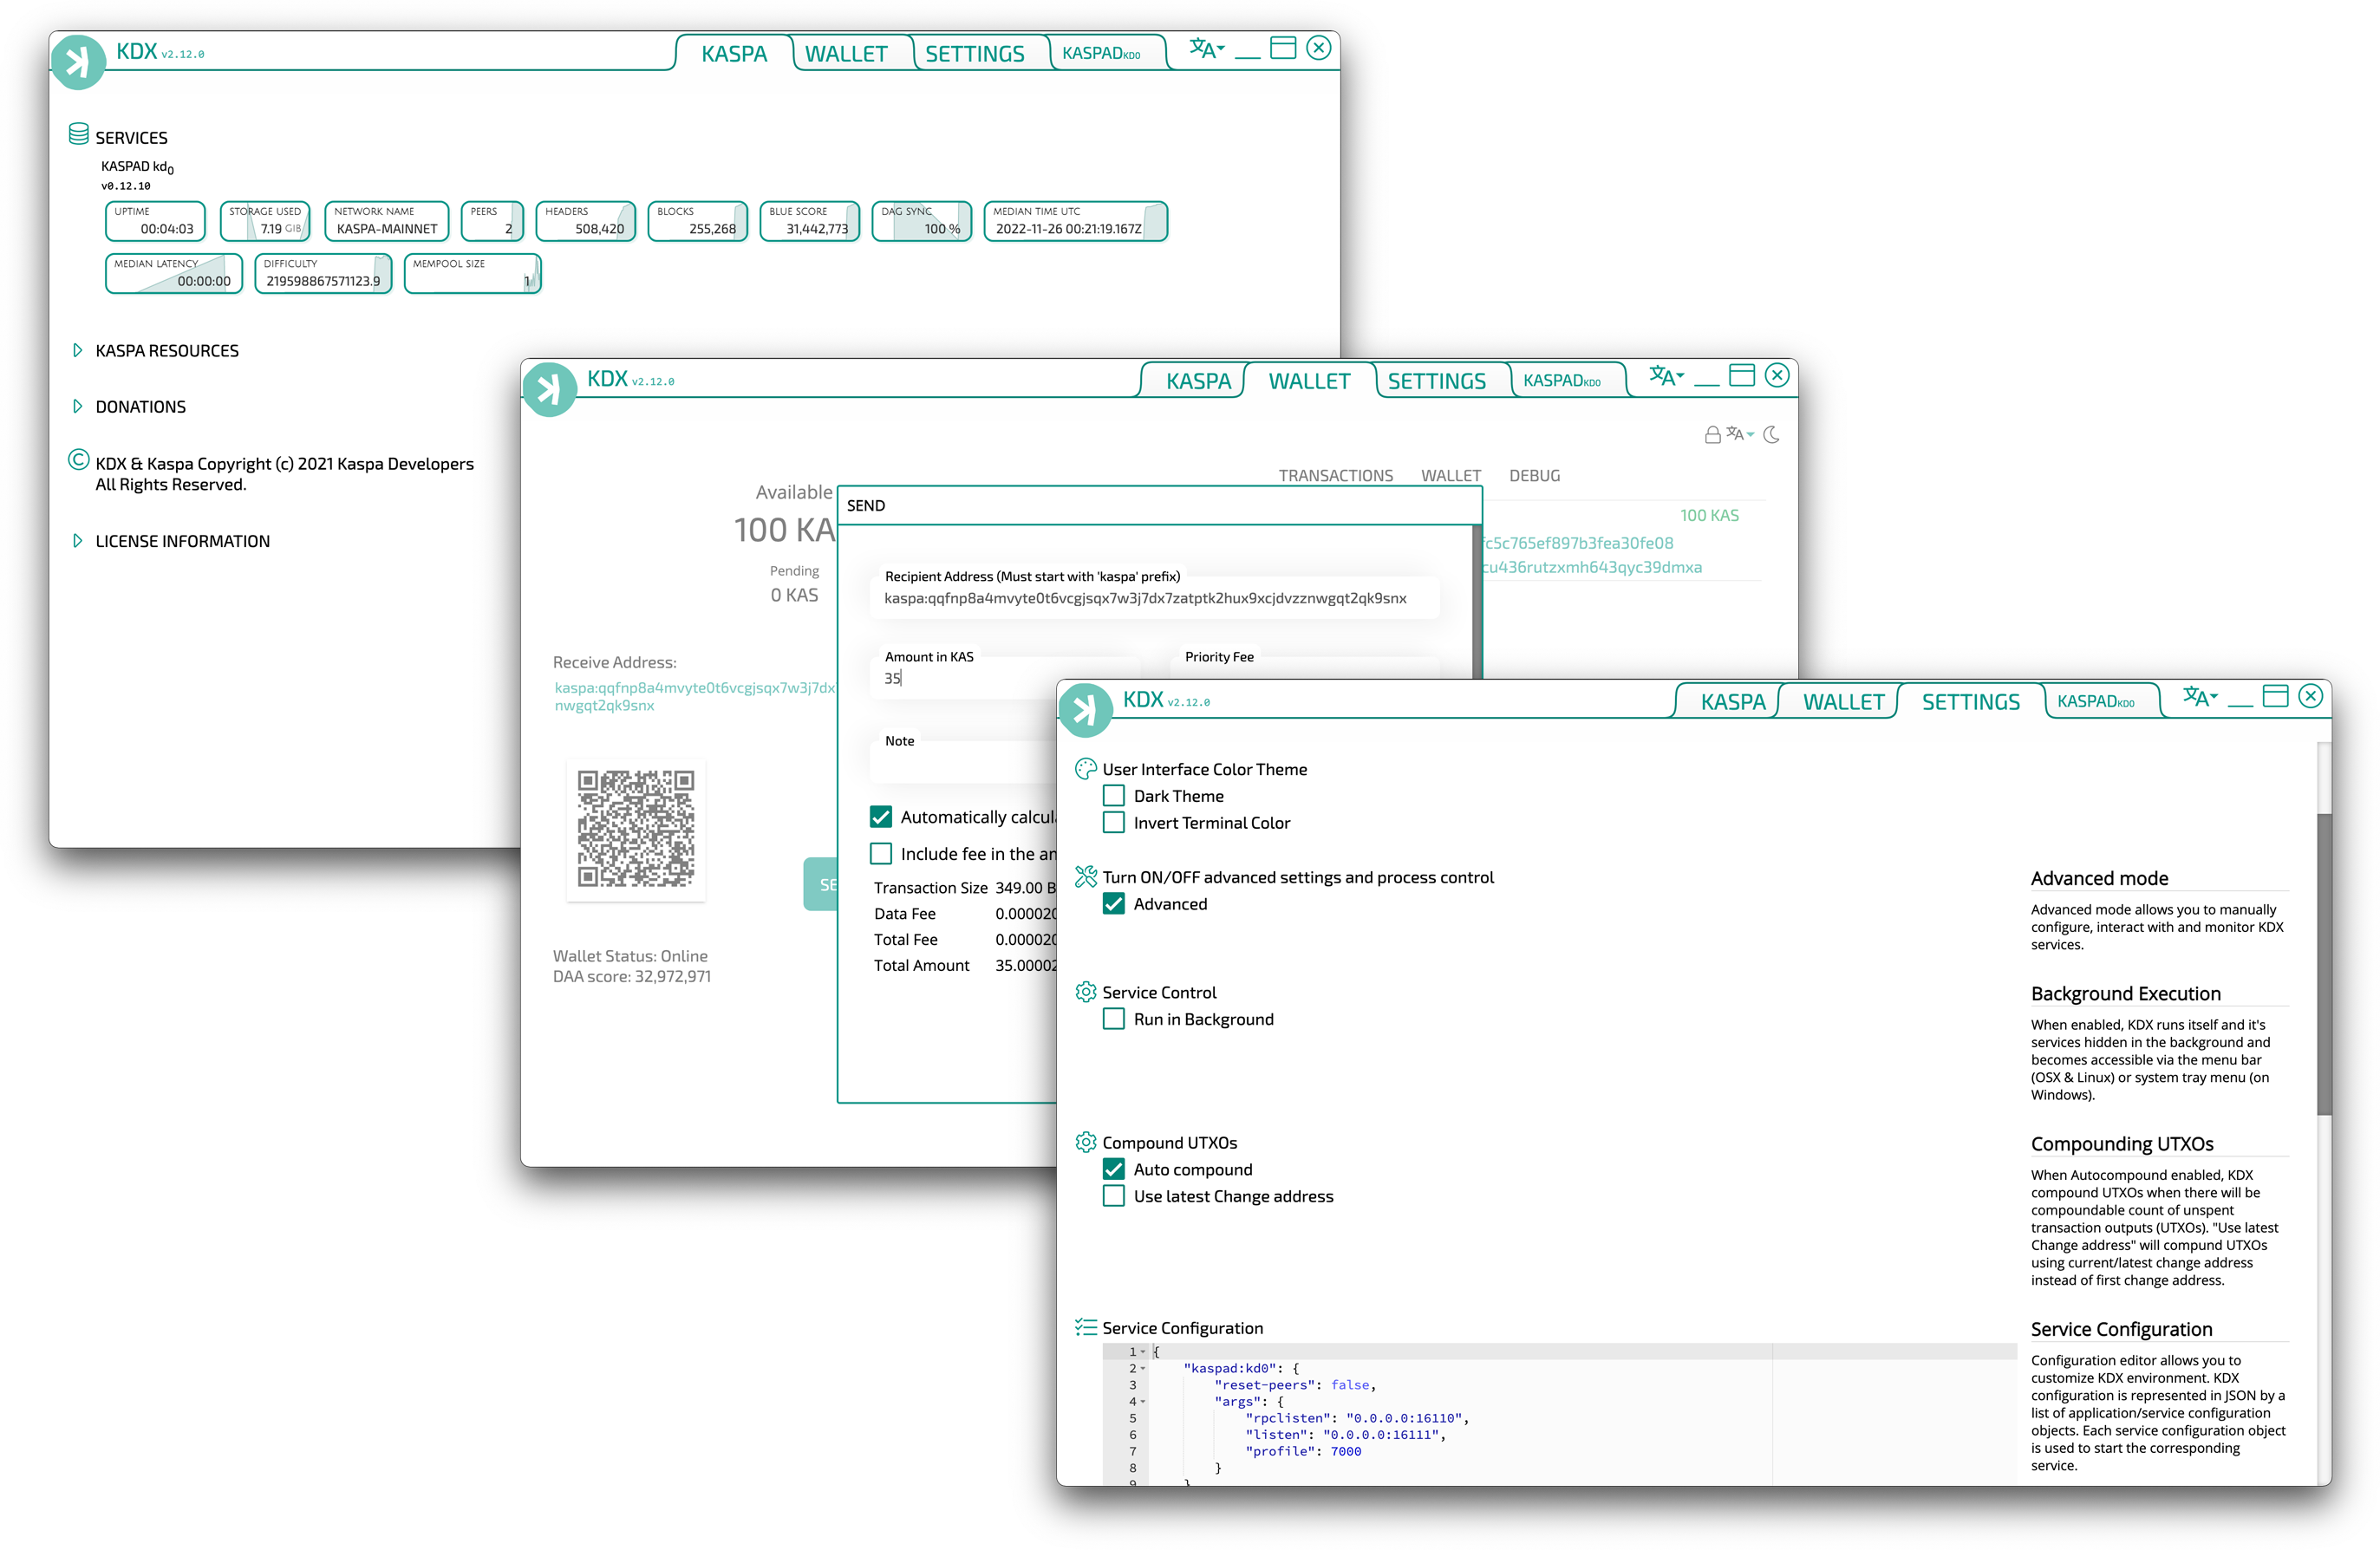 KDX v2.12.0
KASPA WALLET SETTINGS KASPADKD0
SERVICES
KASPAD kd0
v0.12.10
UPTIME
00:04:03
STORAGE USED
7.19 GIB
NETWORK NAME
KASPA-MAINNET
PEERS
2
HEADERS
508,420
BLOCKS
255,268
BLUE SCORE
31,442,773
DAG SYNC
100 %
MEDIAN TIME UTC
2022-11-26 00:21:19.167Z
MEDIAN LATENCY
00:00:00
DIFFICULTY
219598867571123.9
MEMPOOL SIZE
1
KASPA RESOURCES
DONATIONS
© KDX & Kaspa Copyright (c) 2021 Kaspa Developers
All Rights Reserved.
LICENSE INFORMATION
KDX v2.12.0
KASPA WALLET SETTINGS KASPADKD0
Available
100 KA
Pending
0 KAS
Receive Address:
kaspa:qqfnp8a4mvyte0t6vcgjsqx7w3j7dx
nwgqt2qk9snx
Wallet Status: Online
DAA score: 32,972,971
SE
TRANSACTIONS WALLET DEBUG
100 KAS
fc5c765ef897b3fea30fe08
cu436rutzxmh643qyc39dmxa
SEND
Recipient Address (Must start with 'kaspa' prefix)
kaspa:qqfnp8a4mvyte0t6vcgjsqx7w3j7dx7zatptk2hux9xcjdvzznwgqt2qk9snx
Amount in KAS
35
Priority Fee
Note
Automatically calcul
Include fee in the am
Transaction Size 349.00 B
Data Fee 0.000020
Total Fee 0.000020
Total Amount 35.00002
KDX v2.12.0
KASPA WALLET SETTINGS KASPADKD0
User Interface Color Theme
Dark Theme
Invert Terminal Color
Turn ON/OFF advanced settings and process control
Advanced
Advanced mode
Advanced mode allows you to manually
configure, interact with and monitor KDX
services.
Service Control
Run in Background
Background Execution
When enabled, KDX runs itself and it's
services hidden in the background and
becomes accessible via the menu bar
(OSX & Linux) or system tray menu (on
Windows).
Compound UTXOs
Auto compound
Use latest Change address
Compounding UTXOs
When Autocompound enabled, KDX
compound UTXOs when there will be
compoundable count of unspent
transaction outputs (UTXOs). "Use latest
Change address" will compund UTXOs
using current/latest change address
instead of first change address.
Service Configuration
1 {
2 "kaspad:kd0": {
3 "reset-peers": false,
4 "args": {
5 "rpclisten": "0.0.0.0:16110",
6 "listen": "0.0.0.0:16111",
7 "profile": 7000
8 }
9 }
Service Configuration
Configuration editor allows you to
customize KDX environment. KDX
configuration is represented in JSON by a
list of application/service configuration
objects. Each service configuration object
is used to start the corresponding
service.